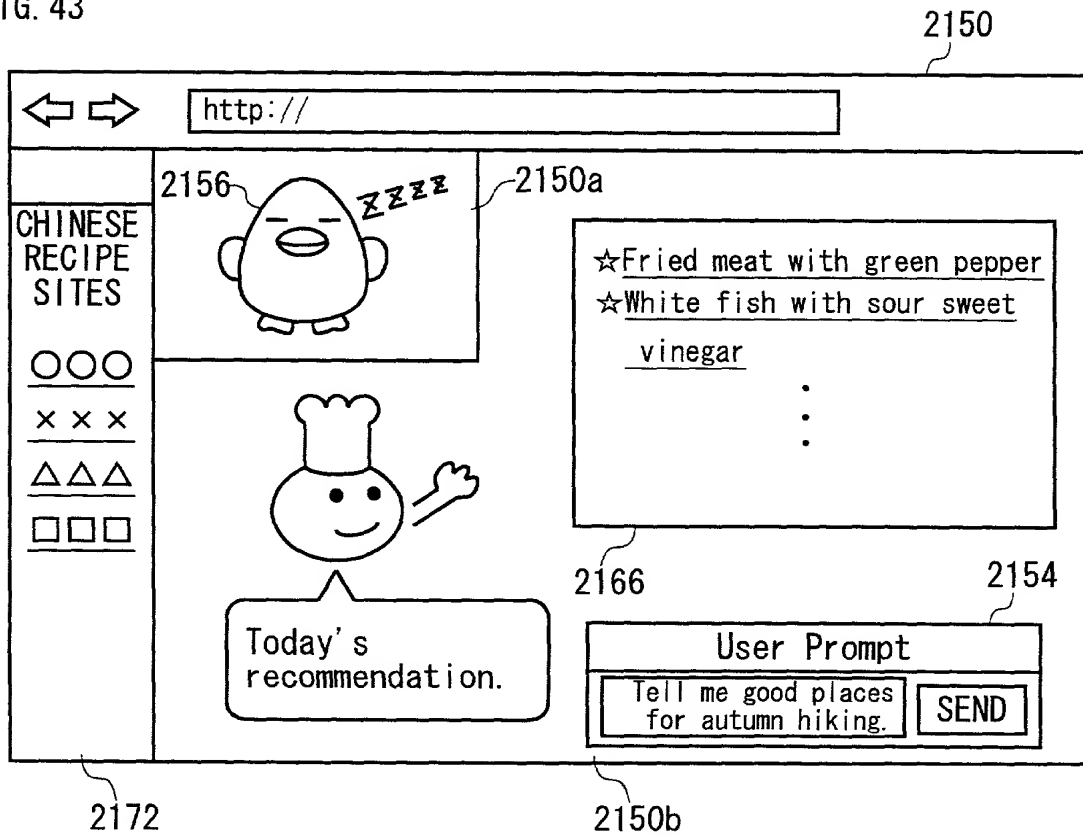 IG. 43
2150
http://
2156
ZZZZ
2150a
CHINESE
RECIPE
SITES
○○○
×××
△△△
□□□
☆Fried meat with green pepper
☆White fish with sour sweet
vinegar
2166
2154
Today's
recommendation.
User Prompt
Tell me good places
for autumn hiking.
SEND
2172
2150b